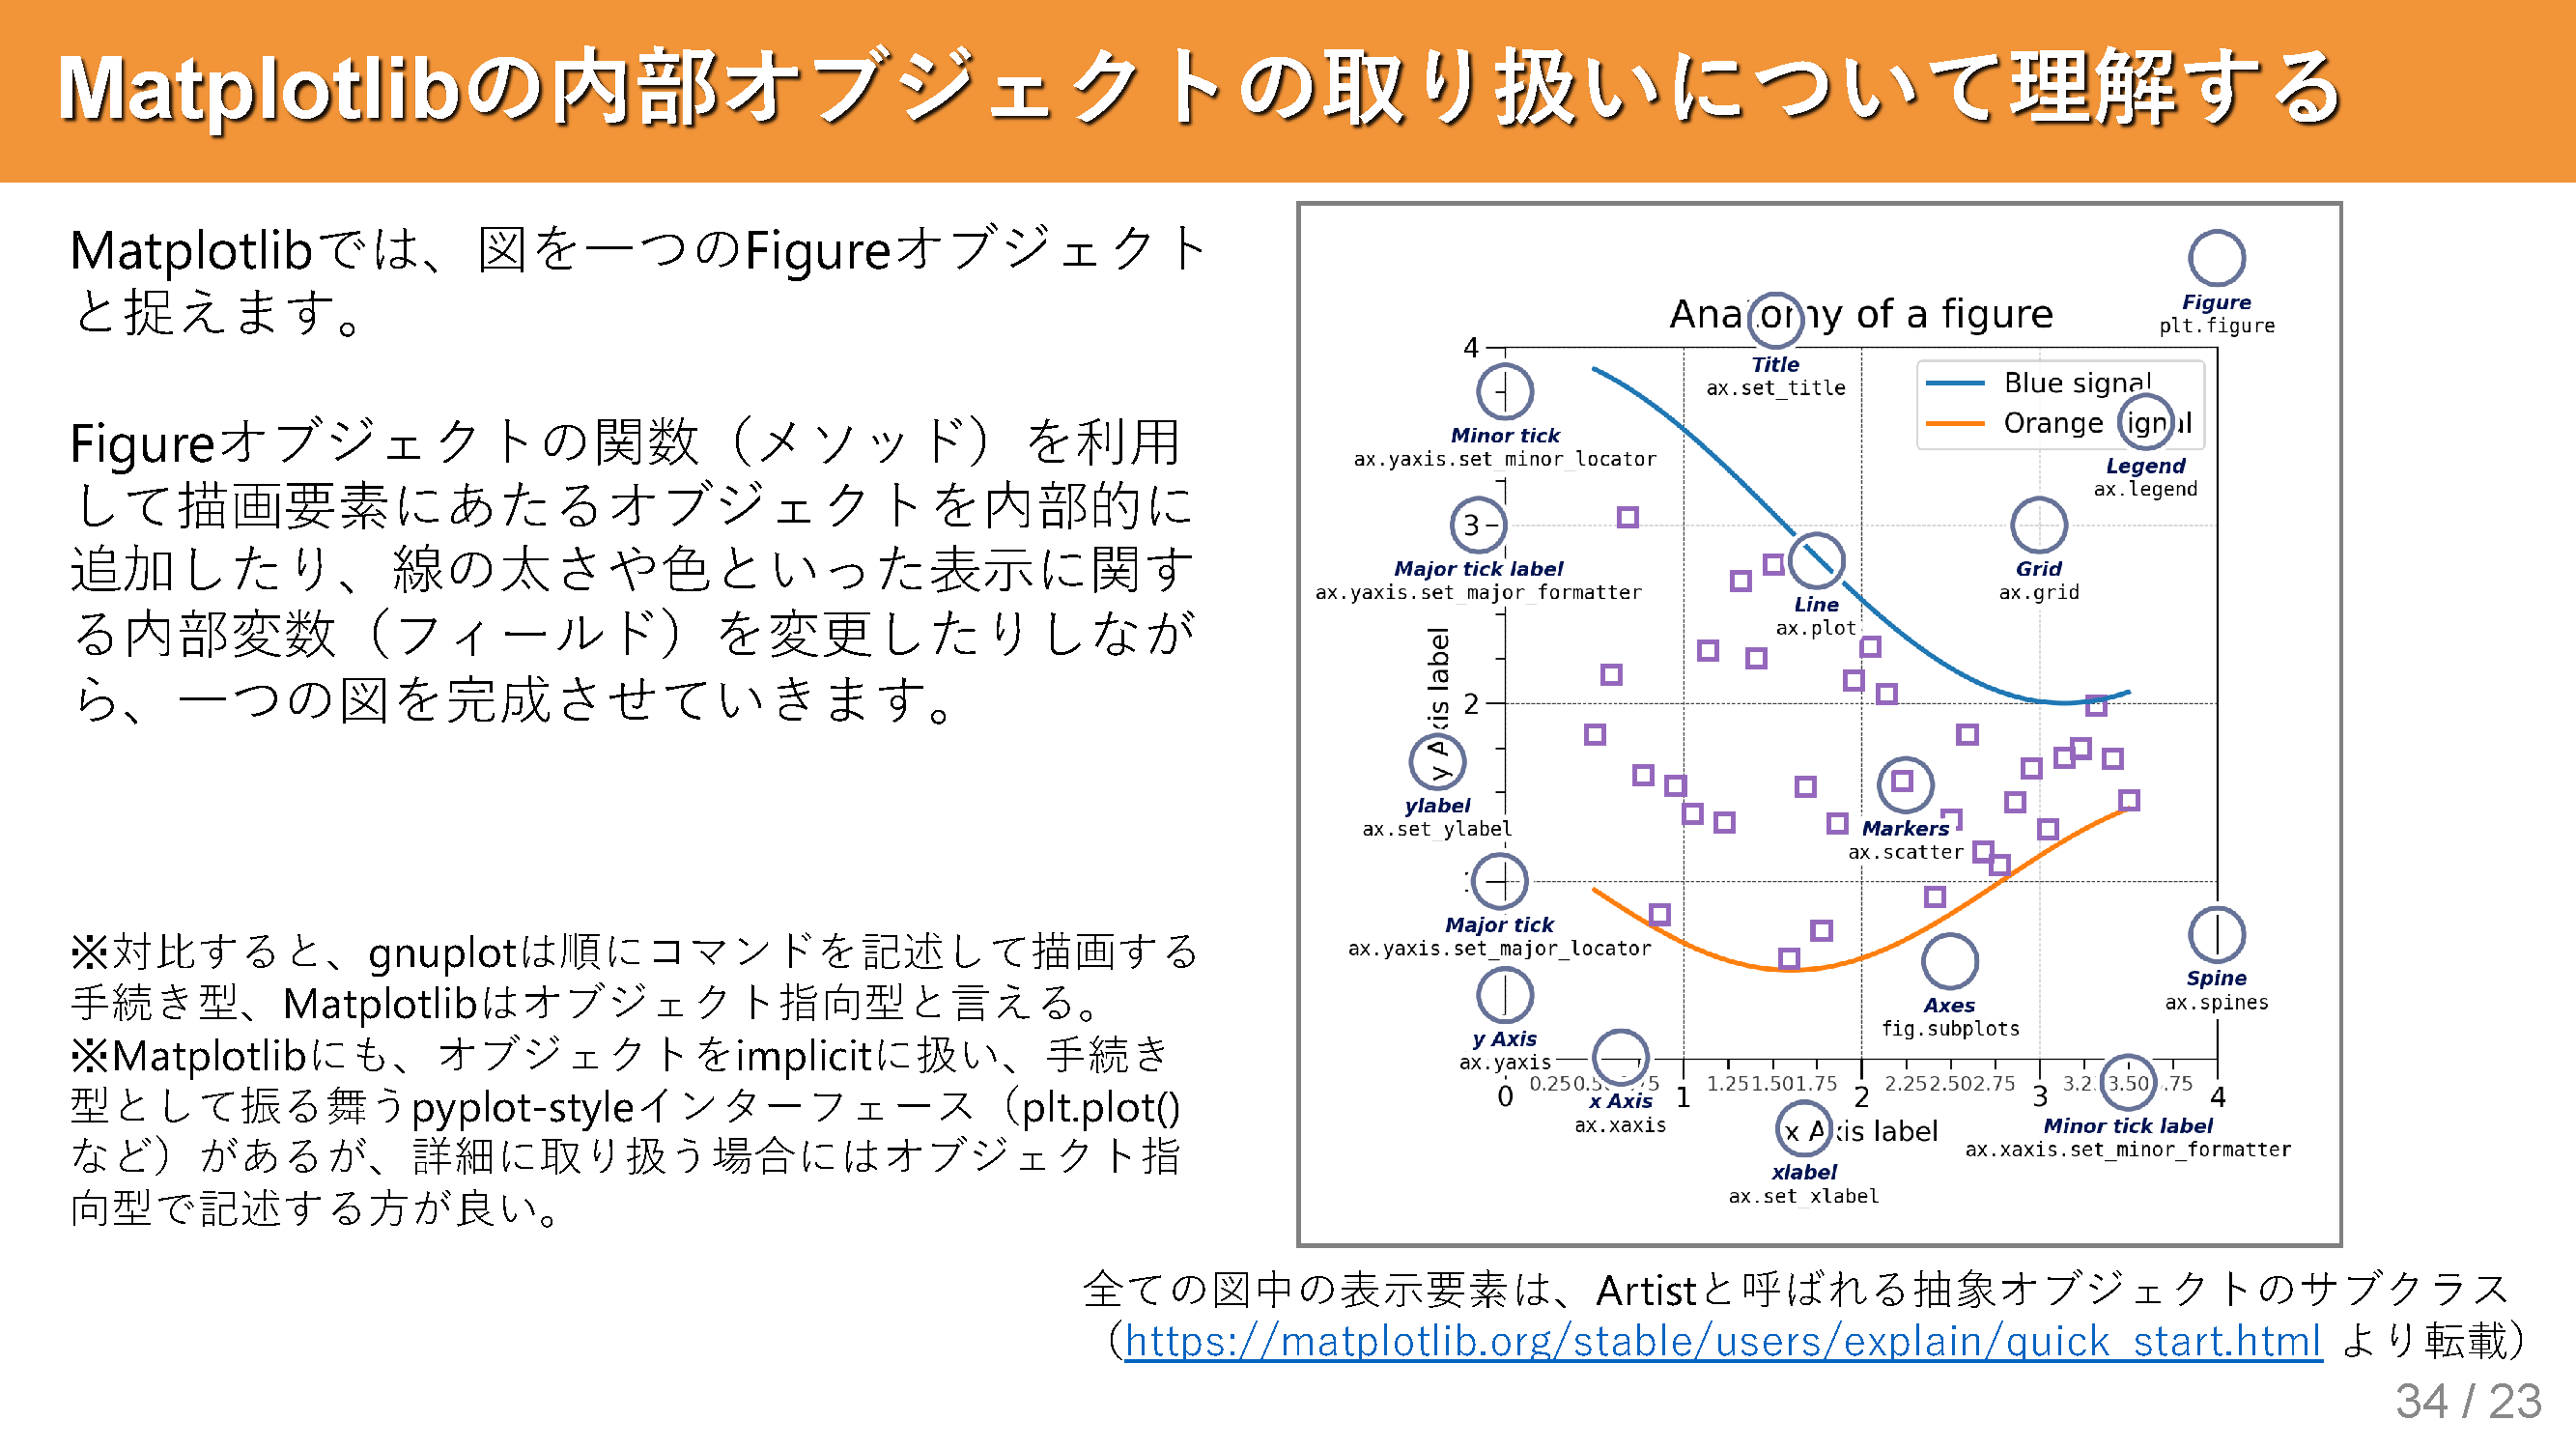 Matplotlibの内部オブジェクトの取り扱いについて理解する
Matplotlibでは、図を一つのFigureオブジェクト
と捉えます。
Figureオブジェクトの関数（メソッド）を利用
して描画要素にあたるオブジェクトを内部的に
追加したり、線の太さや色といった表示に関す
る内部変数（フィールド）を変更したりしなが
ら、一つの図を完成させていきます。
※対比すると、gnuplotは順にコマンドを記述して描画する
手続き型、Matplotlibはオブジェクト指向型と言える。
※Matplotlibにも、オブジェクトをimplicitに扱い、手続き
型として振る舞うpyplot-styleインターフェース（plt.plot()
など）があるが、詳細に取り扱う場合にはオブジェクト指
向型で記述する方が良い。
Figure
plt.figure
of a figure
Title
ax.set_title
4
Blue signal
Orange
Minor tick
ax.yaxis.set_minor_locator
Legend
ax.legend
3
Major tick label
ax.yaxis.set_major_formatter
Grid
ax.grid
Line
ax.plot
y Axis label
2
ylabel
ax.set_ylabel
Markers
ax.scatter
Major tick
ax.yaxis.set_major_locator
Spine
ax.spines
Axes
fig.subplots
y Axis
ax.yaxis
0.25 1.25 1.50 1.75 2.25 2.50 2.75 3.50
0 1 2 3 4
x Axis
ax.xaxis
x Axis label
Minor tick label
ax.xaxis.set_minor_formatter
xlabel
ax.set_xlabel
全ての図中の表示要素は、Artistと呼ばれる抽象オブジェクトのサブクラス
（https://matplotlib.org/stable/users/explain/quick_start.html より転載）
34 / 23